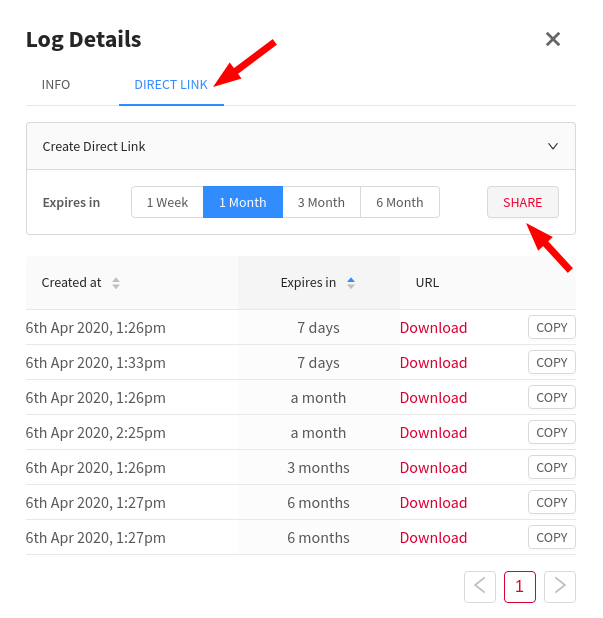 Log Details
INFO DIRECT LINK
Create Direct Link
Expires in 1 Week 1 Month 3 Month 6 Month SHARE
Created at Expires in URL
6th Apr 2020, 1:26pm 7 days Download COPY
6th Apr 2020, 1:33pm 7 days Download COPY
6th Apr 2020, 1:26pm a month Download COPY
6th Apr 2020, 2:25pm a month Download COPY
6th Apr 2020, 1:26pm 3 months Download COPY
6th Apr 2020, 1:27pm 6 months Download COPY
6th Apr 2020, 1:27pm 6 months Download COPY
1